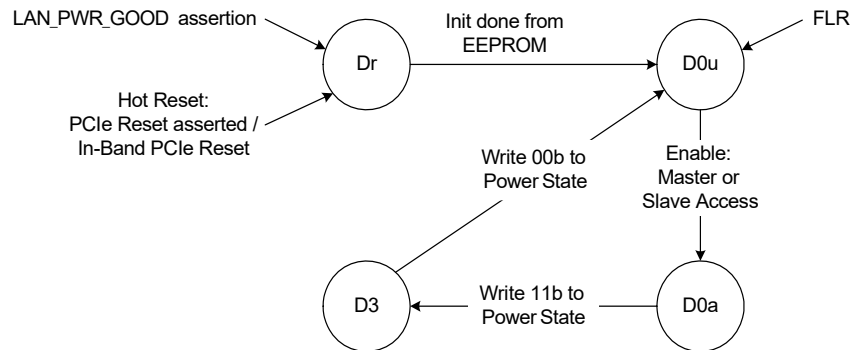 LAN_PWR_GOOD assertion
Init done from
EEPROM
FLR
Dr
D0u
Hot Reset:
PCIe Reset asserted /
In-Band PCIe Reset
Write 00b to
Power State
Enable:
Master or
Slave Access
D3
Write 11b to
Power State
D0a